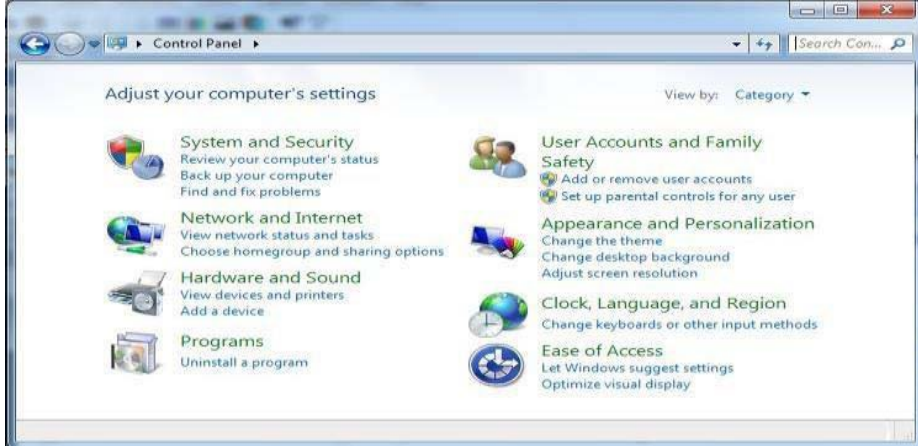 Control Panel
Search Con...
Adjust your computer's settings
View by: Category
System and Security
Review your computer's status
Back up your computer
Find and fix problems
Network and Internet
View network status and tasks
Choose homegroup and sharing options
Hardware and Sound
View devices and printers
Add a device
Programs
Uninstall a program
User Accounts and Family
Safety
Add or remove user accounts
Set up parental controls for any user
Appearance and Personalization
Change the theme
Change desktop background
Adjust screen resolution
Clock, Language, and Region
Change keyboards or other input methods
Ease of Access
Let Windows suggest settings
Optimize visual display